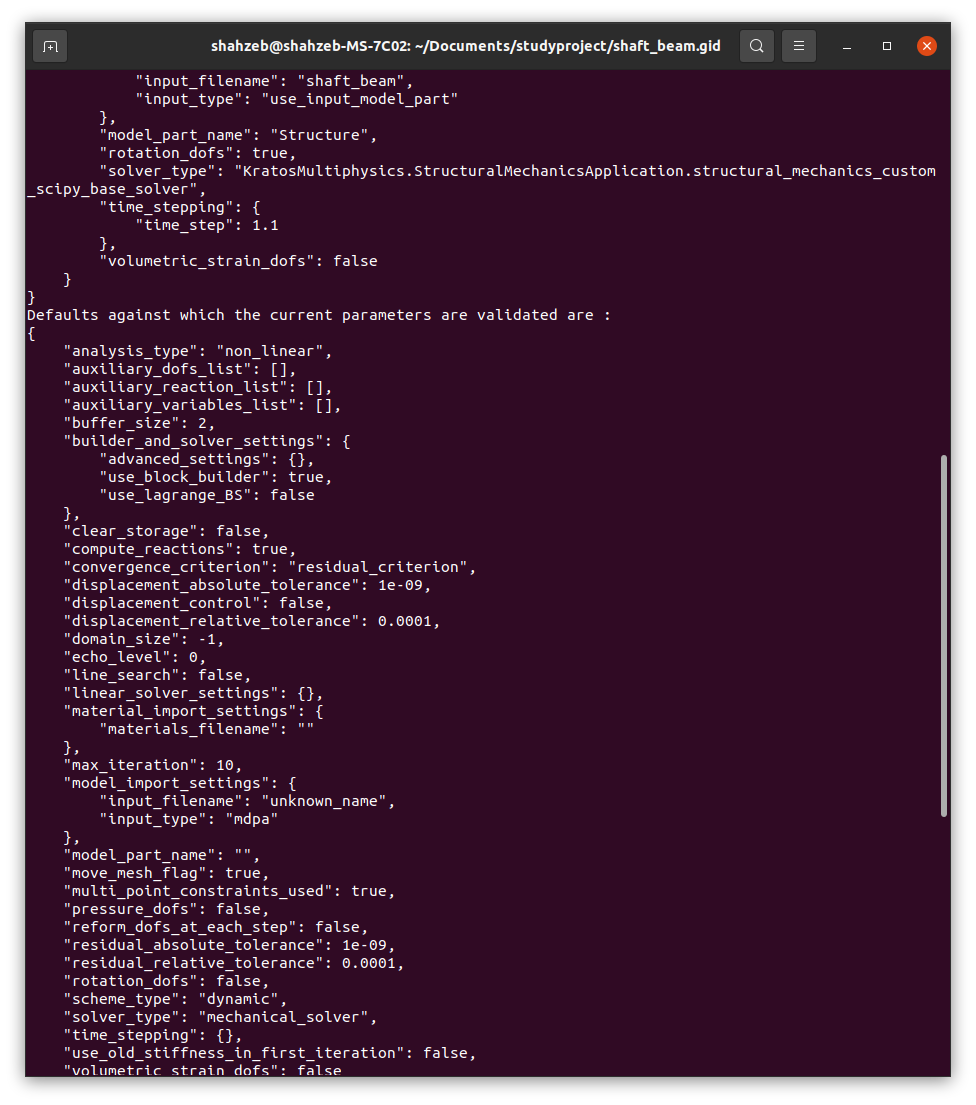 shahzeb@shahzeb-MS-7C02: ~/Documents/studyproject/shaft_beam.gid
            "input_filename": "shaft_beam",
            "input_type": "use_input_model_part"
        },
        "model_part_name": "Structure",
        "rotation_dofs": true,
        "solver_type": "KratosMultiphysics.StructuralMechanicsApplication.structural_mechanics_custom
_scipy_base_solver",
        "time_stepping": {
            "time_step": 1.1
        },
        "volumetric_strain_dofs": false
    }
}
Defaults against which the current parameters are validated are :
{
    "analysis_type": "non_linear",
    "auxiliary_dofs_list": [],
    "auxiliary_reaction_list": [],
    "auxiliary_variables_list": [],
    "buffer_size": 2,
    "builder_and_solver_settings": {
        "advanced_settings": {},
        "use_block_builder": true,
        "use_lagrange_BS": false
    },
    "clear_storage": false,
    "compute_reactions": true,
    "convergence_criterion": "residual_criterion",
    "displacement_absolute_tolerance": 1e-09,
    "displacement_control": false,
    "displacement_relative_tolerance": 0.0001,
    "domain_size": -1,
    "echo_level": 0,
    "line_search": false,
    "linear_solver_settings": {},
    "material_import_settings": {
        "materials_filename": ""
    },
    "max_iteration": 10,
    "model_import_settings": {
        "input_filename": "unknown_name",
        "input_type": "mdpa"
    },
    "model_part_name": "",
    "move_mesh_flag": true,
    "multi_point_constraints_used": true,
    "pressure_dofs": false,
    "reform_dofs_at_each_step": false,
    "residual_absolute_tolerance": 1e-09,
    "residual_relative_tolerance": 0.0001,
    "rotation_dofs": false,
    "scheme_type": "dynamic",
    "solver_type": "mechanical_solver",
    "time_stepping": {},
    "use_old_stiffness_in_first_iteration": false,
    "volumetric_strain_dofs": false